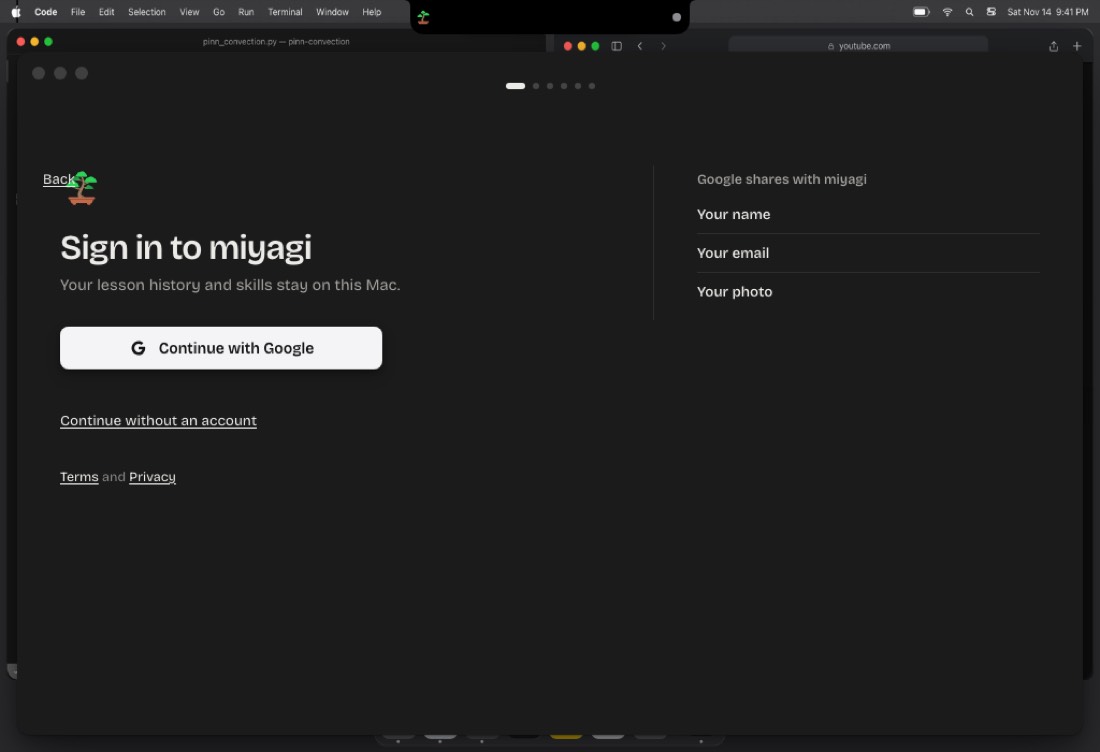 Code File Edit Selection View Go Run Terminal Window Help
Sat Nov 14 9:41 PM
pinn_convection.py — pinn-convection
youtube.com
Back
Sign in to miyagi
Your lesson history and skills stay on this Mac.
Continue with Google
Continue without an account
Terms and Privacy
Google shares with miyagi
Your name
Your email
Your photo